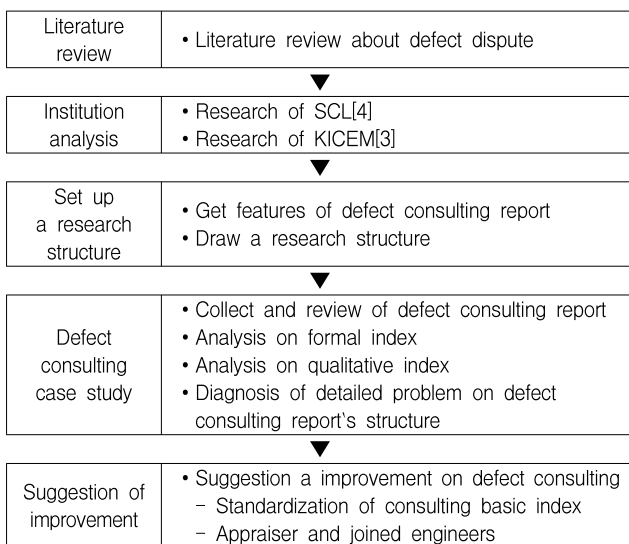 Literature
review
• Literature review about defect dispute
Institution
analysis
• Research of SCL[4]
• Research of KICEM[3]
Set up
a research
structure
• Get features of defect consulting report
• Draw a research structure
Defect
consulting
case study
• Collect and review of defect consulting report
• Analysis on formal index
• Analysis on qualitative index
• Diagnosis of detailed problem on defect
consulting report‛s structure
Suggestion of
improvement
• Suggestion a improvement on defect consulting
- Standardization of consulting basic index
- Appraiser and joined engineers